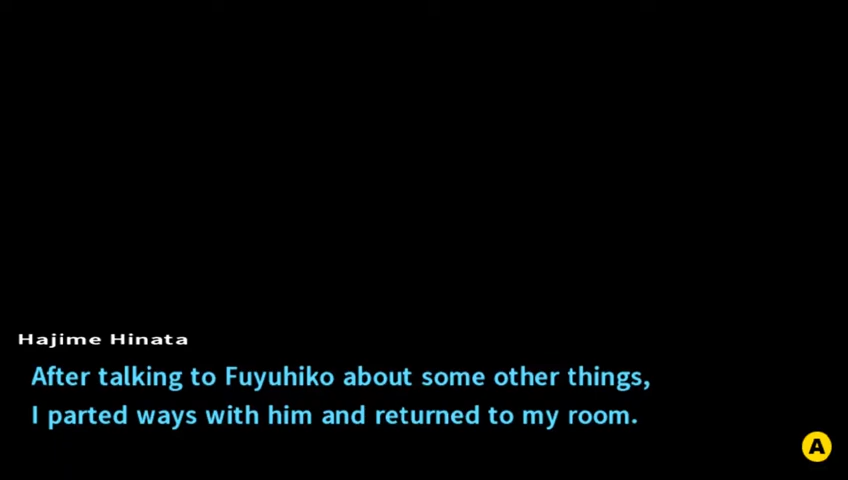 Hajime Hinata
After talking to Fuyuhiko about some other things,
I parted ways with him and returned to my room.
A